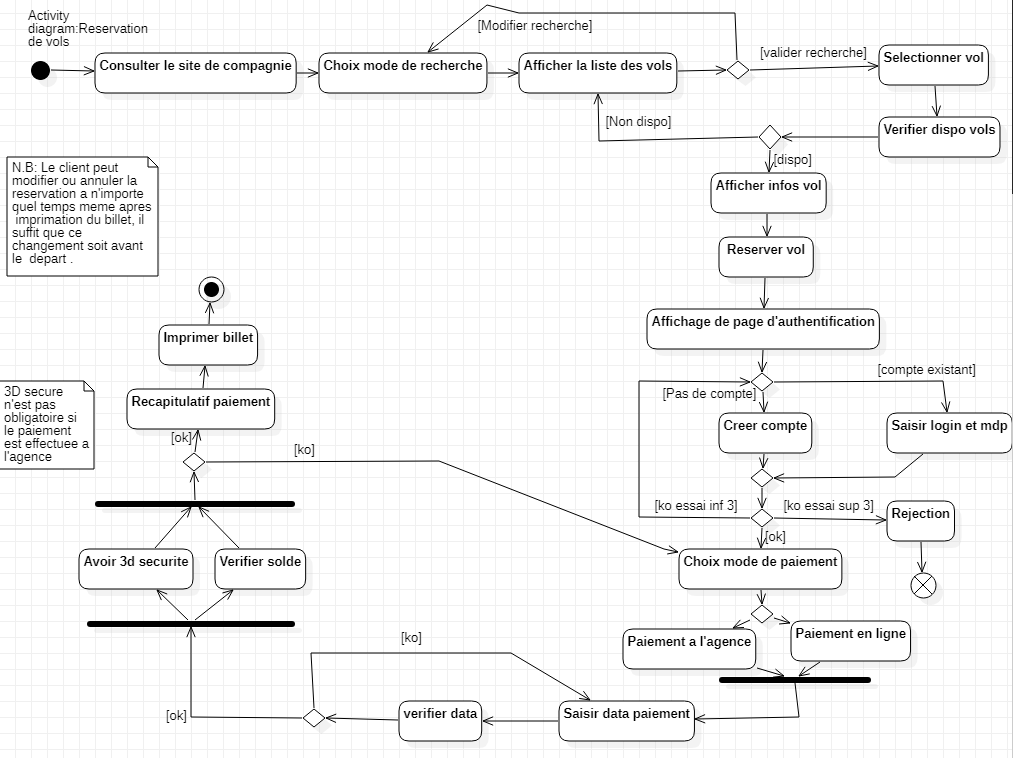 Activity
diagram:Reservation
de vols
[Modifier recherche]
[valider recherche]
Consulter le site de compagnie
Choix mode de recherche
Afficher la liste des vols
Selectionner vol
[Non dispo]
Verifier dispo vols
[dispo]
Afficher infos vol
N.B: Le client peut
modifier ou annuler la
reservation a n'importe
quel temps meme apres
imprimation du billet, il
suffit que ce
changement soit avant
le depart .
Reserver vol
Affichage de page d'authentification
Imprimer billet
[compte existant]
[Pas de compte]
3D secure
n'est pas
obligatoire si
le paiement
est effectuee a
l'agence
Recapitulatif paiement
Creer compte
Saisir login et mdp
[ok]
[ko]
[ko essai inf 3]
[ko essai sup 3]
Rejection
[ok]
Avoir 3d securite
Verifier solde
Choix mode de paiement
Paiement a l'agence
Paiement en ligne
[ko]
[ok]
verifier data
Saisir data paiement